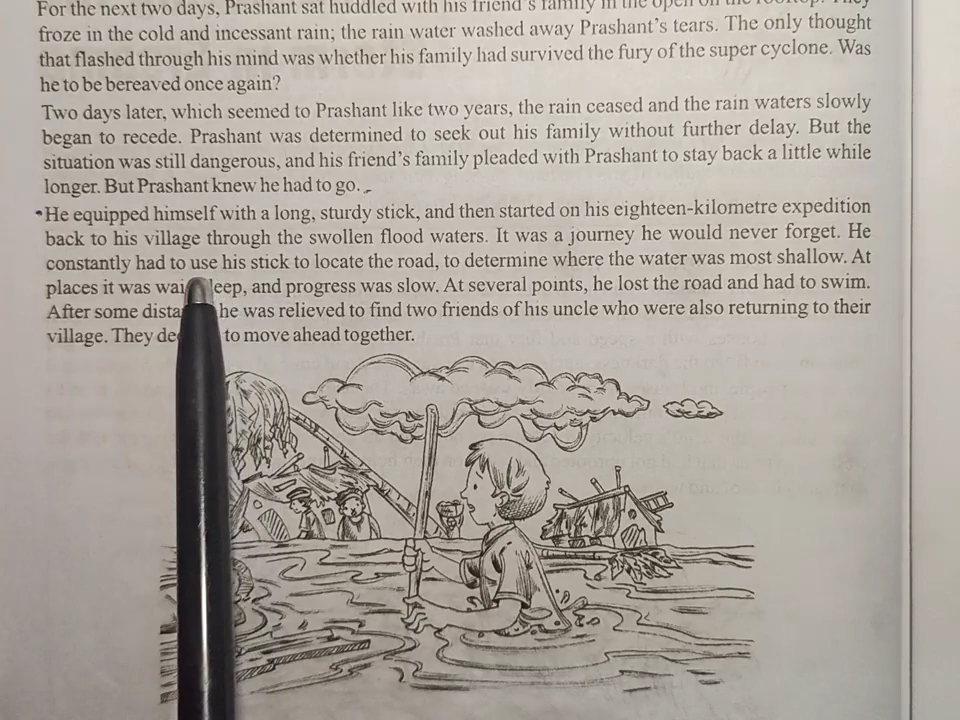 For the next two days, Prashant sat huddled with his friend's family in the open on the rooftop. They
froze in the cold and incessant rain; the rain water washed away Prashant's tears. The only thought
that flashed through his mind was whether his family had survived the fury of the super cyclone. Was
he to be bereaved once again?
Two days later, which seemed to Prashant like two years, the rain ceased and the rain waters slowly
began to recede. Prashant was determined to seek out his family without further delay. But the
situation was still dangerous, and his friend's family pleaded with Prashant to stay back a little while
longer. But Prashant knew he had to go.
He equipped himself with a long, sturdy stick, and then started on his eighteen-kilometre expedition
back to his village through the swollen flood waters. It was a journey he would never forget. He
constantly had to use his stick to locate the road, to determine where the water was most shallow. At
places it was , and progress was slow. At several points, he lost the road and had to swim.
After some he was relieved to find two friends of his uncle who were also returning to their
village. They to move ahead together.